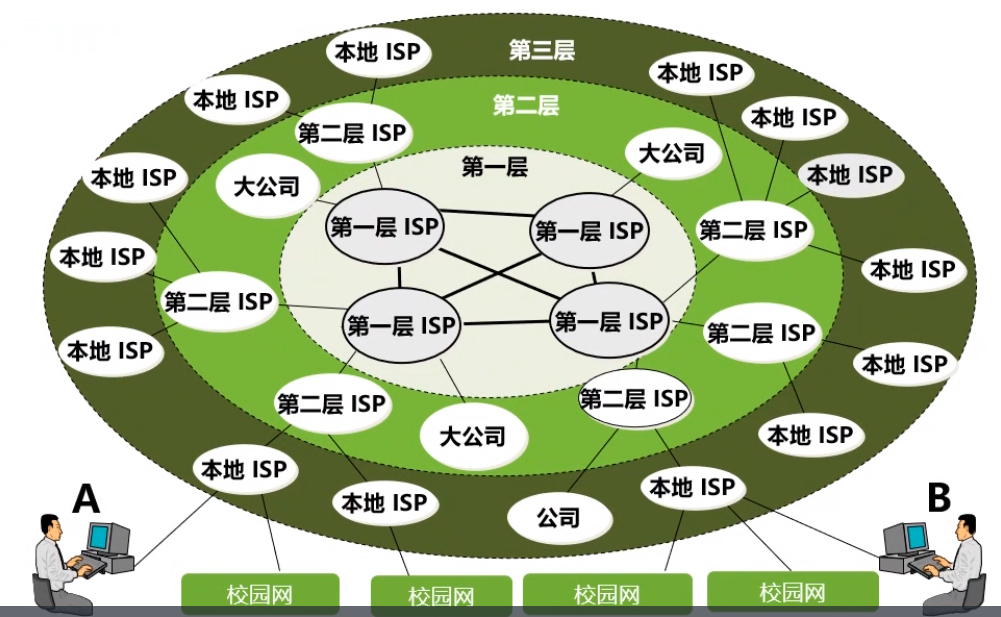 第三层
本地 ISP
本地 ISP
本地 ISP
第二层
本地 ISP
第二层 ISP
大公司
第一层
本地 ISP
本地 ISP
大公司
第一层 ISP
第一层 ISP
第二层 ISP
本地 ISP
本地 ISP
第二层 ISP
第一层 ISP
第一层 ISP
第二层 ISP
本地 ISP
本地 ISP
第二层 ISP
第二层 ISP
大公司
本地 ISP
本地 ISP
本地 ISP
本地 ISP
公司
A
B
校园网
校园网
校园网
校园网